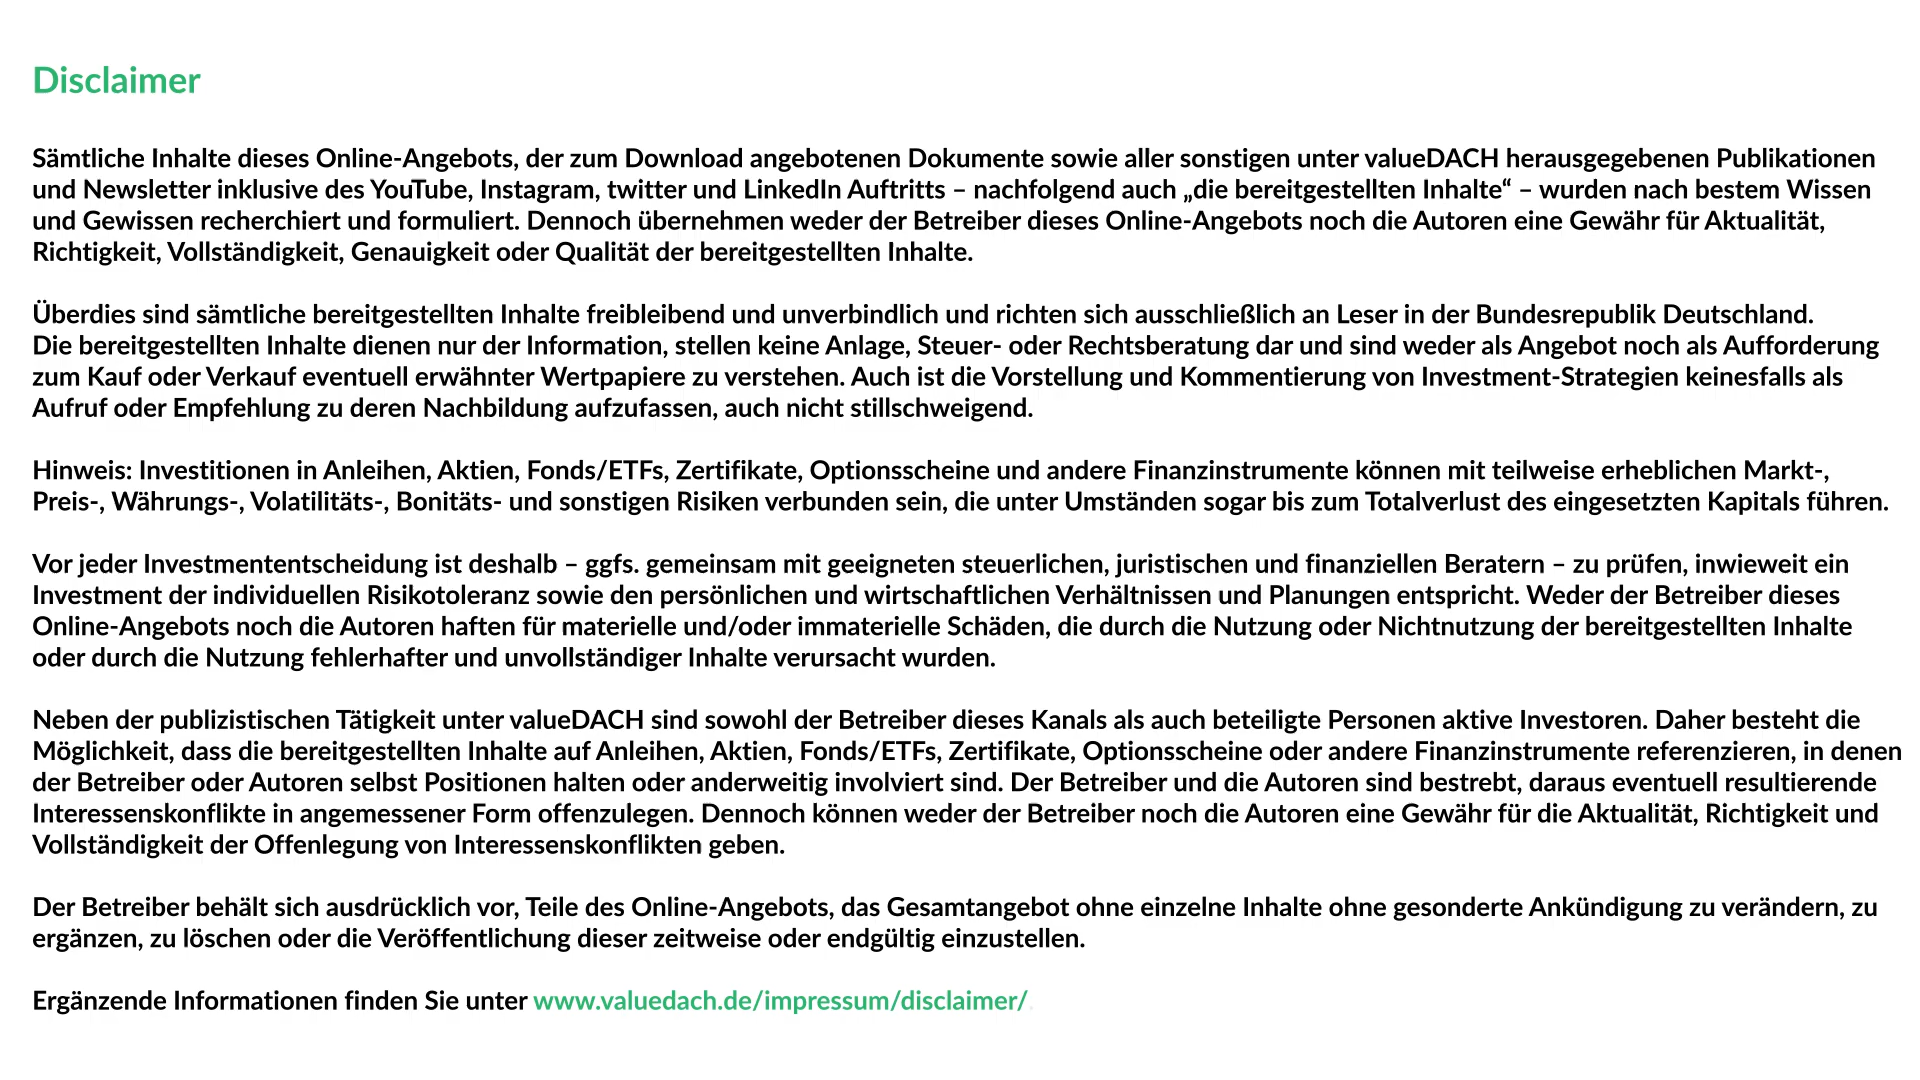 Disclaimer
Sämtliche Inhalte dieses Online-Angebots, der zum Download angebotenen Dokumente sowie aller sonstigen unter valueDACH herausgegebenen Publikationen
und Newsletter inklusive des YouTube, Instagram, twitter und LinkedIn Auftritts – nachfolgend auch „die bereitgestellten Inhalte“ – wurden nach bestem Wissen
und Gewissen recherchiert und formuliert. Dennoch übernehmen weder der Betreiber dieses Online-Angebots noch die Autoren eine Gewähr für Aktualität,
Richtigkeit, Vollständigkeit, Genauigkeit oder Qualität der bereitgestellten Inhalte.
Überdies sind sämtliche bereitgestellten Inhalte freibleibend und unverbindlich und richten sich ausschließlich an Leser in der Bundesrepublik Deutschland.
Die bereitgestellten Inhalte dienen nur der Information, stellen keine Anlage, Steuer- oder Rechtsberatung dar und sind weder als Angebot noch als Aufforderung
zum Kauf oder Verkauf eventuell erwähnter Wertpapiere zu verstehen. Auch ist die Vorstellung und Kommentierung von Investment-Strategien keinesfalls als
Aufruf oder Empfehlung zu deren Nachbildung aufzufassen, auch nicht stillschweigend.
Hinweis: Investitionen in Anleihen, Aktien, Fonds/ETFs, Zertifikate, Optionsscheine und andere Finanzinstrumente können mit teilweise erheblichen Markt-,
Preis-, Währungs-, Volatilitäts-, Bonitäts- und sonstigen Risiken verbunden sein, die unter Umständen sogar bis zum Totalverlust des eingesetzten Kapitals führen.
Vor jeder Investmententscheidung ist deshalb – ggfs. gemeinsam mit geeigneten steuerlichen, juristischen und finanziellen Beratern – zu prüfen, inwieweit ein
Investment der individuellen Risikotoleranz sowie den persönlichen und wirtschaftlichen Verhältnissen und Planungen entspricht. Weder der Betreiber dieses
Online-Angebots noch die Autoren haften für materielle und/oder immaterielle Schäden, die durch die Nutzung oder Nichtnutzung der bereitgestellten Inhalte
oder durch die Nutzung fehlerhafter und unvollständiger Inhalte verursacht wurden.
Neben der publizistischen Tätigkeit unter valueDACH sind sowohl der Betreiber dieses Kanals als auch beteiligte Personen aktive Investoren. Daher besteht die
Möglichkeit, dass die bereitgestellten Inhalte auf Anleihen, Aktien, Fonds/ETFs, Zertifikate, Optionsscheine oder andere Finanzinstrumente referenzieren, in denen
der Betreiber oder Autoren selbst Positionen halten oder anderweitig involviert sind. Der Betreiber und die Autoren sind bestrebt, daraus eventuell resultierende
Interessenskonflikte in angemessener Form offenzulegen. Dennoch können weder der Betreiber noch die Autoren eine Gewähr für die Aktualität, Richtigkeit und
Vollständigkeit der Offenlegung von Interessenskonflikten geben.
Der Betreiber behält sich ausdrücklich vor, Teile des Online-Angebots, das Gesamtangebot ohne einzelne Inhalte ohne gesonderte Ankündigung zu verändern, zu
ergänzen, zu löschen oder die Veröffentlichung dieser zeitweise oder endgültig einzustellen.
Ergänzende Informationen finden Sie unter www.valuedach.de/impressum/disclaimer/